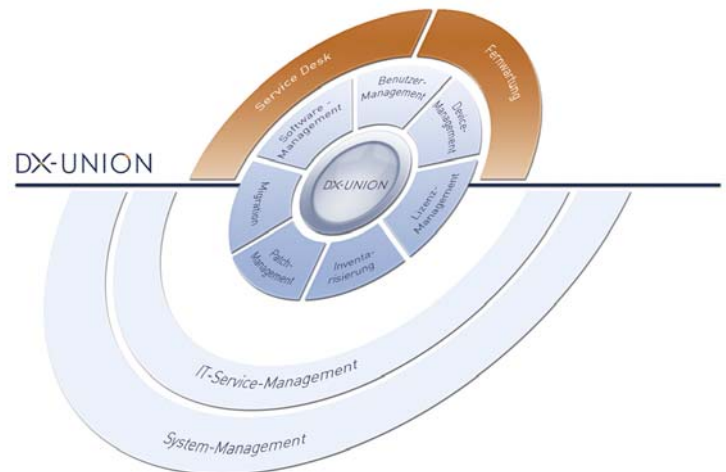 Service Desk
Fernwartung
Benutzer-
Management
Software -
Management
Device-
Management
DX-UNION
DX-UNION
Migration
Lizenz-
Management
Patch-
Management
Inventa-
risierung
IT-Service-Management
System-Management